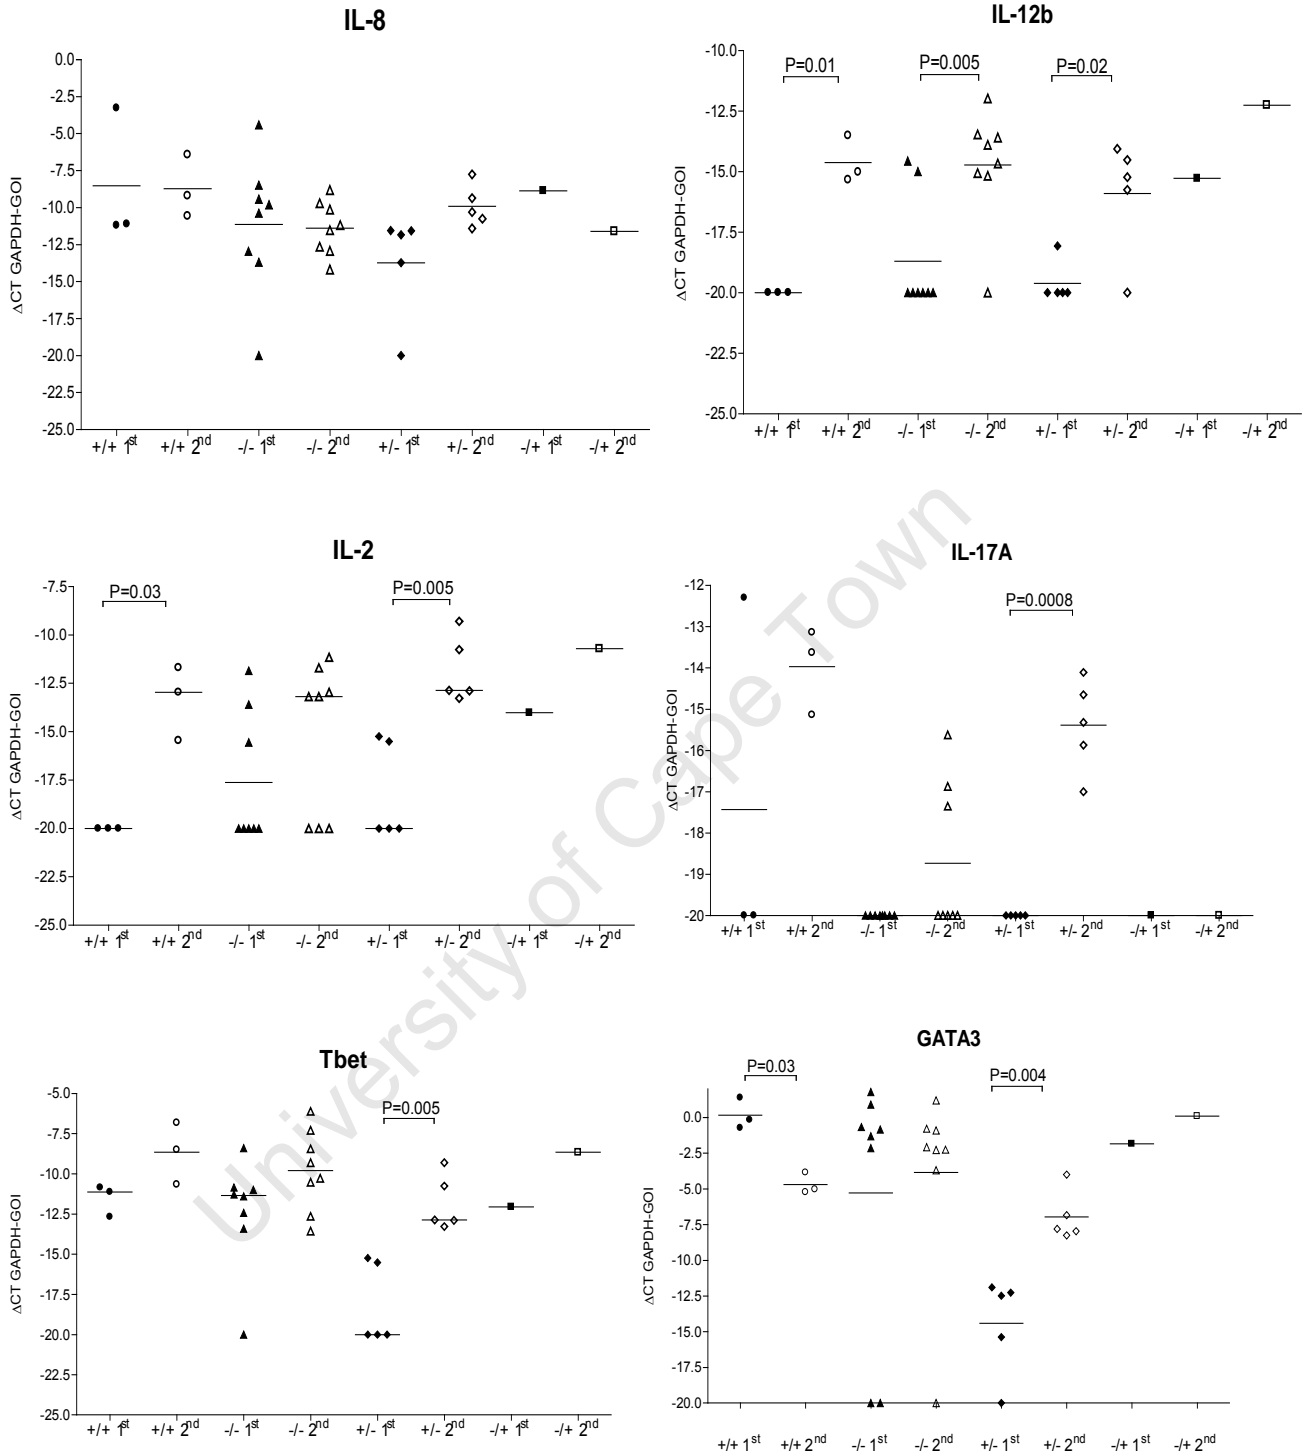 IL-8
0.0
-2.5
-5.0
-7.5
-10.0
-12.5
-15.0
-17.5
-20.0
-22.5
-25.0
ΔCT GAPDH-GOI
+/+ 1st +/+ 2nd -/- 1st -/- 2nd +/- 1st +/- 2nd -/+ 1st -/+ 2nd
IL-12b
-10.0
-12.5
-15.0
-17.5
-20.0
-22.5
-25.0
ΔCT GAPDH-GOI
P=0.01 P=0.005 P=0.02
+/+ 1st +/+ 2nd -/- 1st -/- 2nd +/- 1st +/- 2nd -/+ 1st -/+ 2nd
IL-2
-7.5
-10.0
-12.5
-15.0
-17.5
-20.0
-22.5
-25.0
ΔCT GAPDH-GOI
P=0.03 P=0.005
+/+ 1st +/+ 2nd -/- 1st -/- 2nd +/- 1st +/- 2nd -/+ 1st -/+ 2nd
IL-17A
-12
-13
-14
-15
-16
-17
-18
-19
-20
ΔCT GAPDH-GOI
P=0.0008
+/+ 1st +/+ 2nd -/- 1st -/- 2nd +/- 1st +/- 2nd -/+ 1st -/+ 2nd
Tbet
-5.0
-7.5
-10.0
-12.5
-15.0
-17.5
-20.0
-22.5
-25.0
ΔCT GAPDH-GOI
P=0.005
+/+ 1st +/+ 2nd -/- 1st -/- 2nd +/- 1st +/- 2nd -/+ 1st -/+ 2nd
GATA3
0.0
-2.5
-5.0
-7.5
-10.0
-12.5
-15.0
-17.5
-20.0
ΔCT GAPDH-GOI
P=0.03 P=0.004
+/+ 1st +/+ 2nd -/- 1st -/- 2nd +/- 1st +/- 2nd -/+ 1st -/+ 2nd
University of Cape Town